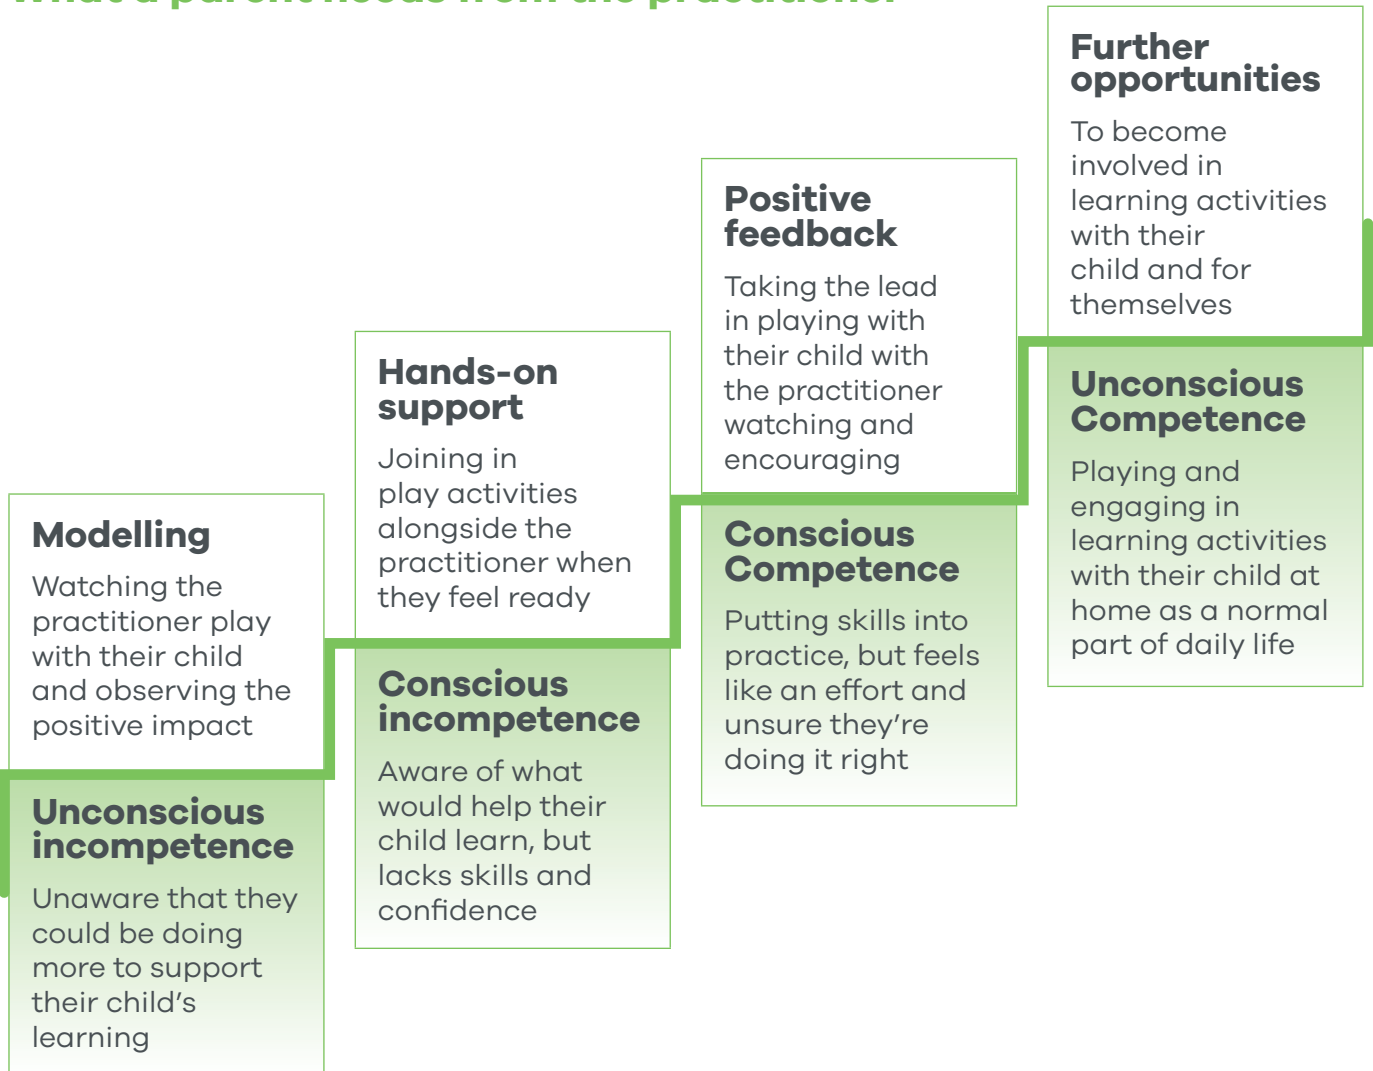 What a parent needs from the practitioner
Modelling
Watching the
practitioner play
with their child
and observing the
positive impact
Unconscious
incompetence
Unaware that they
could be doing
more to support
their child's
learning
Hands-on
support
Joining in
play activities
alongside the
practitioner when
they feel ready
Conscious
incompetence
Aware of what
would help their
child learn, but
lacks skills and
confidence
Positive
feedback
Taking the lead
in playing with
their child with
the practitioner
watching and
encouraging
Conscious
Competence
Putting skills into
practice, but feels
like an effort and
unsure they're
doing it right
Further
opportunities
To become
involved in
learning activities
with their
child and for
themselves
Unconscious
Competence
Playing and
engaging in
learning activities
with their child at
home as a normal
part of daily life